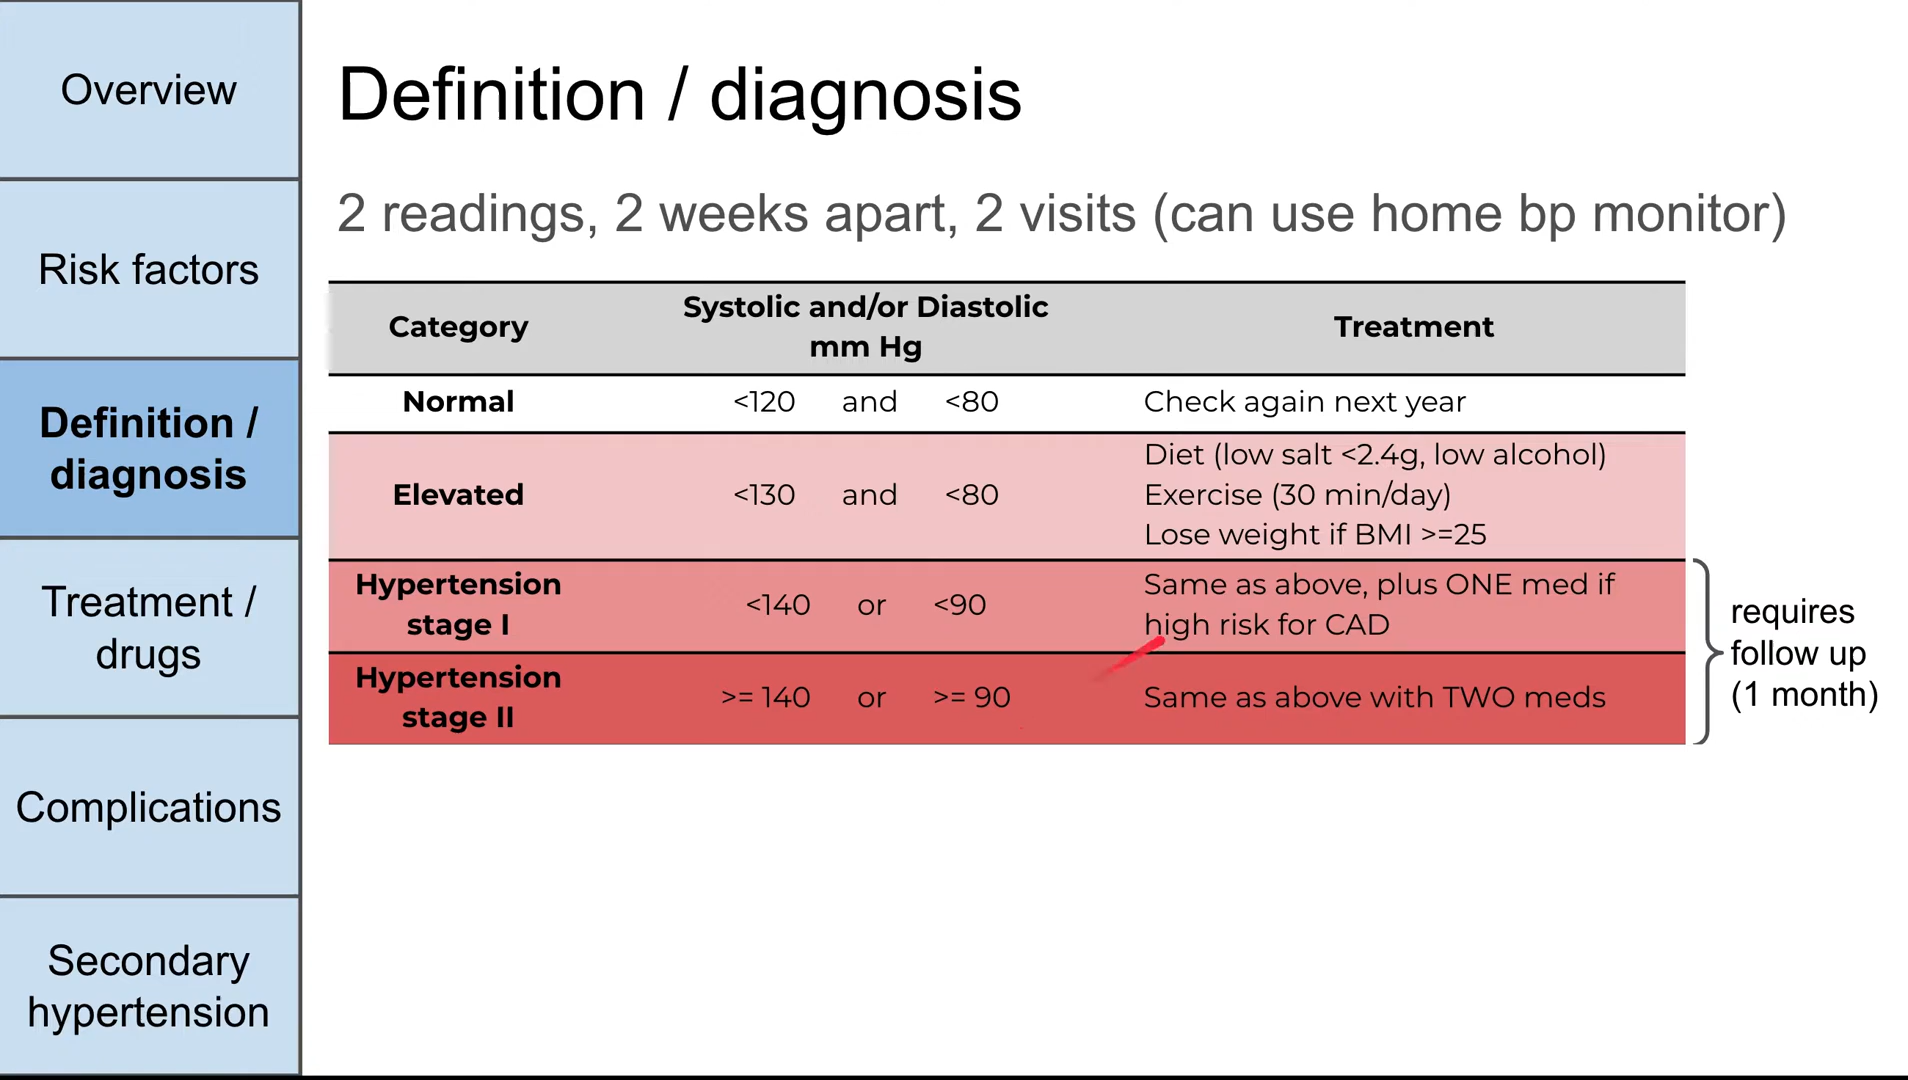 Overview
Risk factors
Definition /
diagnosis
Treatment /
drugs
Complications
Secondary
hypertension
Definition / diagnosis
2 readings, 2 weeks apart, 2 visits (can use home bp monitor)
Category
Systolic and/or Diastolic
mm Hg
Treatment
Normal
<120 and <80
Check again next year
Elevated
<130 and <80
Diet (low salt <2.4g, low alcohol)
Exercise (30 min/day)
Lose weight if BMI >=25
Hypertension
stage I
<140 or <90
Same as above, plus ONE med if
high risk for CAD
Hypertension
stage II
>= 140 or >= 90
Same as above with TWO meds
requires
follow up
(1 month)